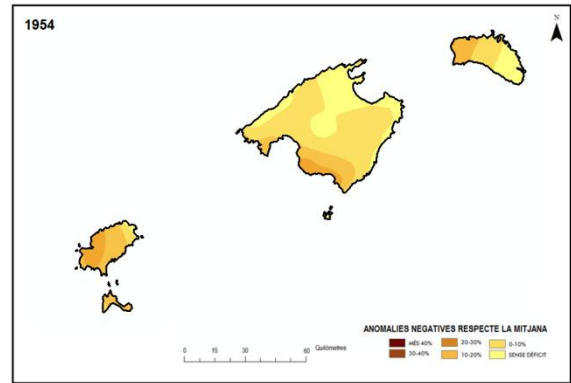 1954
N
ANOMALIES NEGATIVES RESPECTE LA MITJANA
MÉS 40% 20-30% 0-10%
30-40% 10-20% SENSE DÈFICIT
Quilòmetres
0 15 30 60